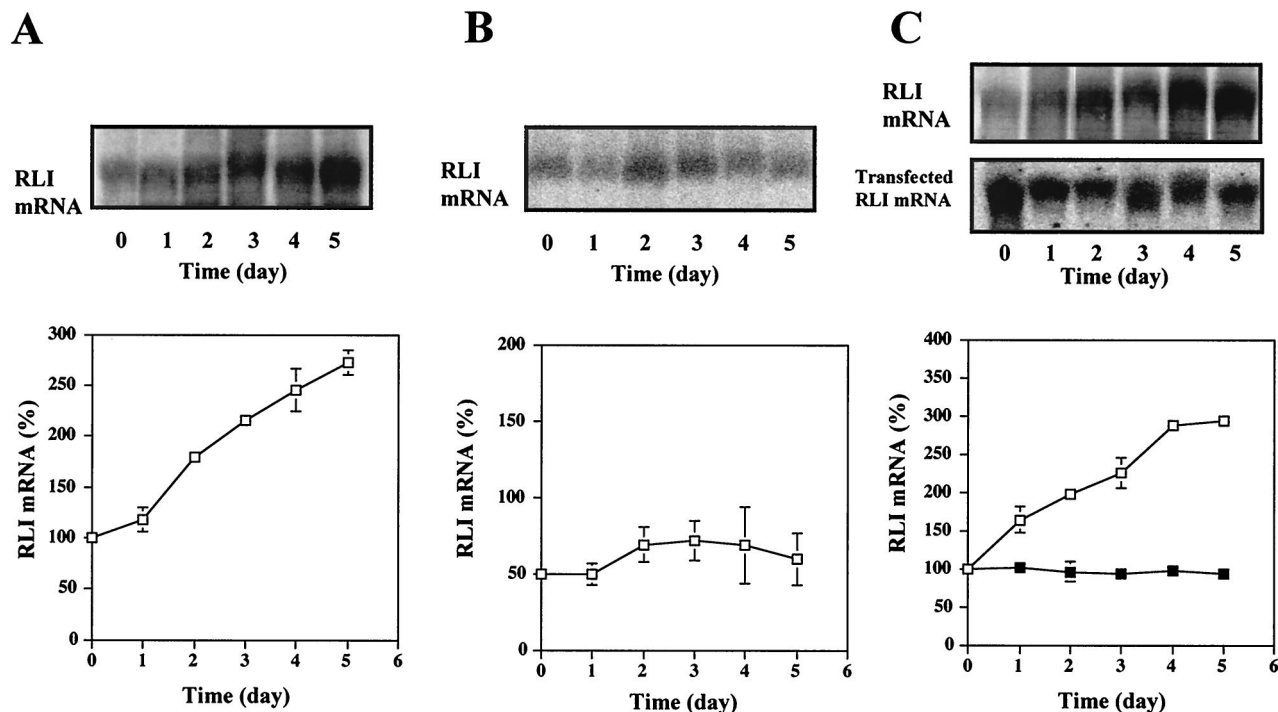 A
RLI
mRNA
0 1 2 3 4 5
Time (day)
RLI mRNA (%)
300
250
200
150
100
50
0
0 1 2 3 4 5 6
Time (day)
B
RLI
mRNA
0 1 2 3 4 5
Time (day)
RLI mRNA (%)
200
150
100
50
0
0 1 2 3 4 5 6
Time (day)
C
RLI
mRNA
Transfected
RLI mRNA
0 1 2 3 4 5
Time (day)
RLI mRNA (%)
400
350
300
250
200
150
100
50
0
0 1 2 3 4 5 6
Time (day)